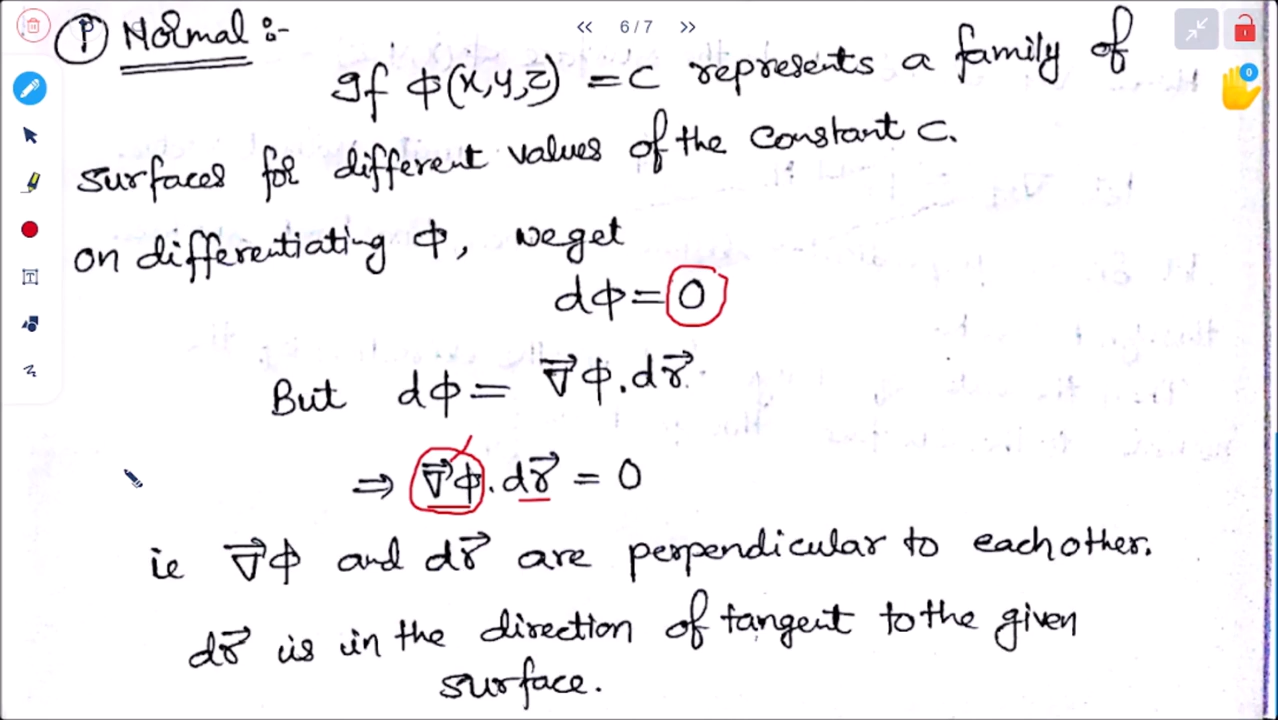 6/7
① Normal :-
If ϕ(x,y,z) = C represents a family of
surfaces for different values of the constant C.
on differentiating ϕ, we get
dϕ = 0
But dϕ = ∇⃗ϕ . dr⃗
⇒ ∇⃗ϕ . dr⃗ = 0
ie ∇⃗ϕ and dr⃗ are perpendicular to each other.
dr⃗ is in the direction of tangent to the given
surface.
0